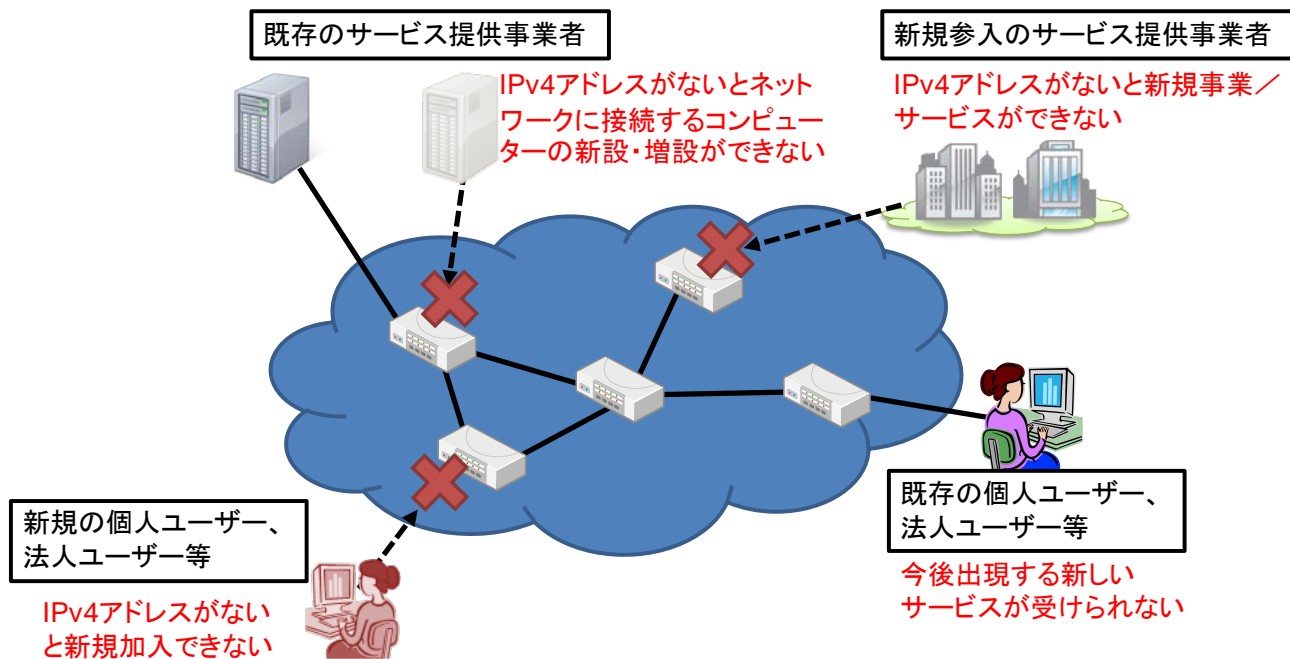 既存のサービス提供事業者
IPv4アドレスがないとネット
ワークに接続するコンピュー
ターの新設・増設ができない
新規参入のサービス提供事業者
IPv4アドレスがないと新規事業／
サービスができない
新規の個人ユーザー、
法人ユーザー等
IPv4アドレスがない
と新規加入できない
既存の個人ユーザー、
法人ユーザー等
今後出現する新しい
サービスが受けられない